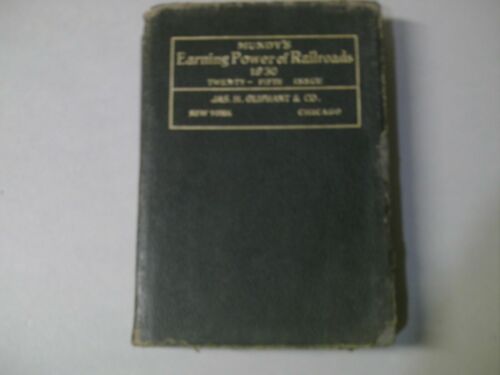 MUNDY'S
Earning Power of Railroads
1930
TWENTY-FIFTH ISSUE
JAS. H. OLIPHANT & CO.
NEW YORK CHICAGO